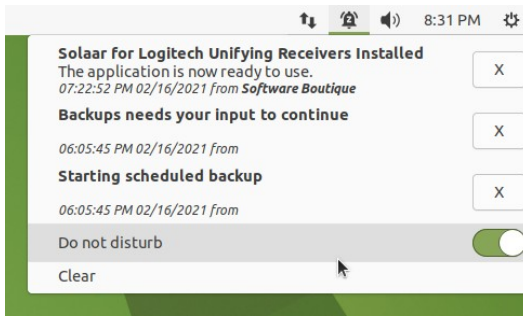 8:31 PM
Solaar for Logitech Unifying Receivers Installed
The application is now ready to use.
07:22:52 PM 02/16/2021 from Software Boutique
X
Backups needs your input to continue
06:05:45 PM 02/16/2021 from
X
Starting scheduled backup
06:05:45 PM 02/16/2021 from
X
Do not disturb
Clear